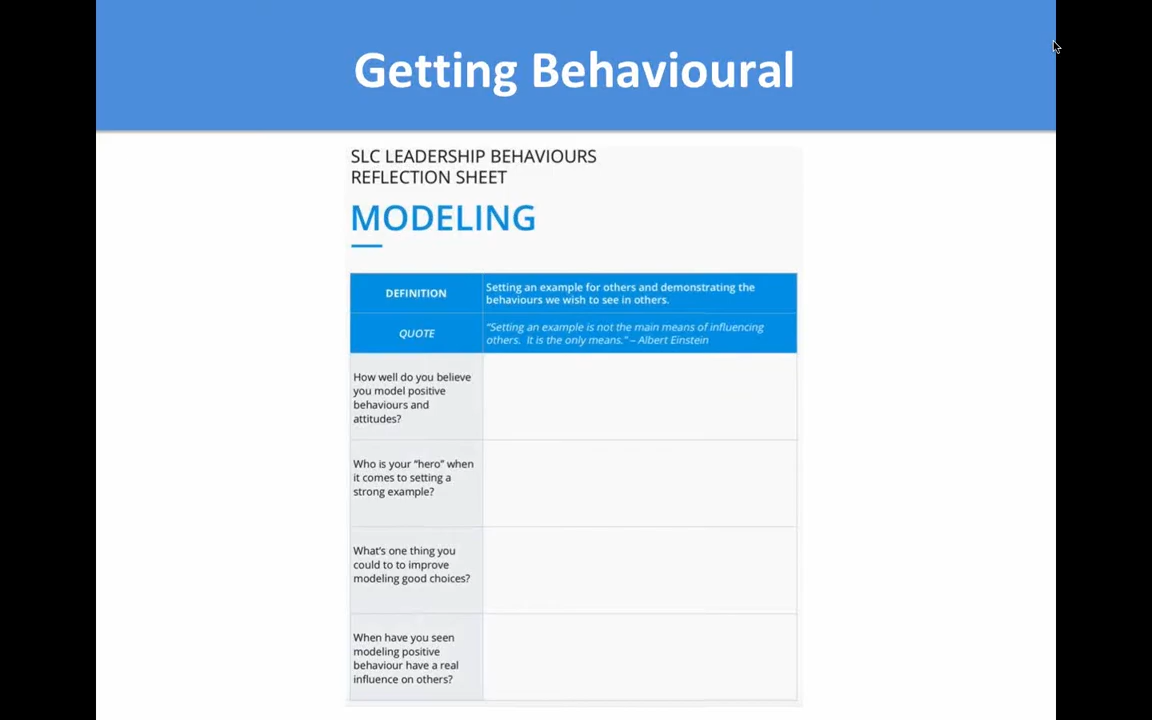 Getting Behavioural
SLC LEADERSHIP BEHAVIOURS
REFLECTION SHEET
MODELING
DEFINITION
Setting an example for others and demonstrating the
behaviours we wish to see in others.
QUOTE
“Setting an example is not the main means of influencing
others. It is the only means.” – Albert Einstein
How well do you believe
you model positive
behaviours and
attitudes?
Who is your “hero” when
it comes to setting a
strong example?
What’s one thing you
could to to improve
modeling good choices?
When have you seen
modeling positive
behaviour have a real
influence on others?